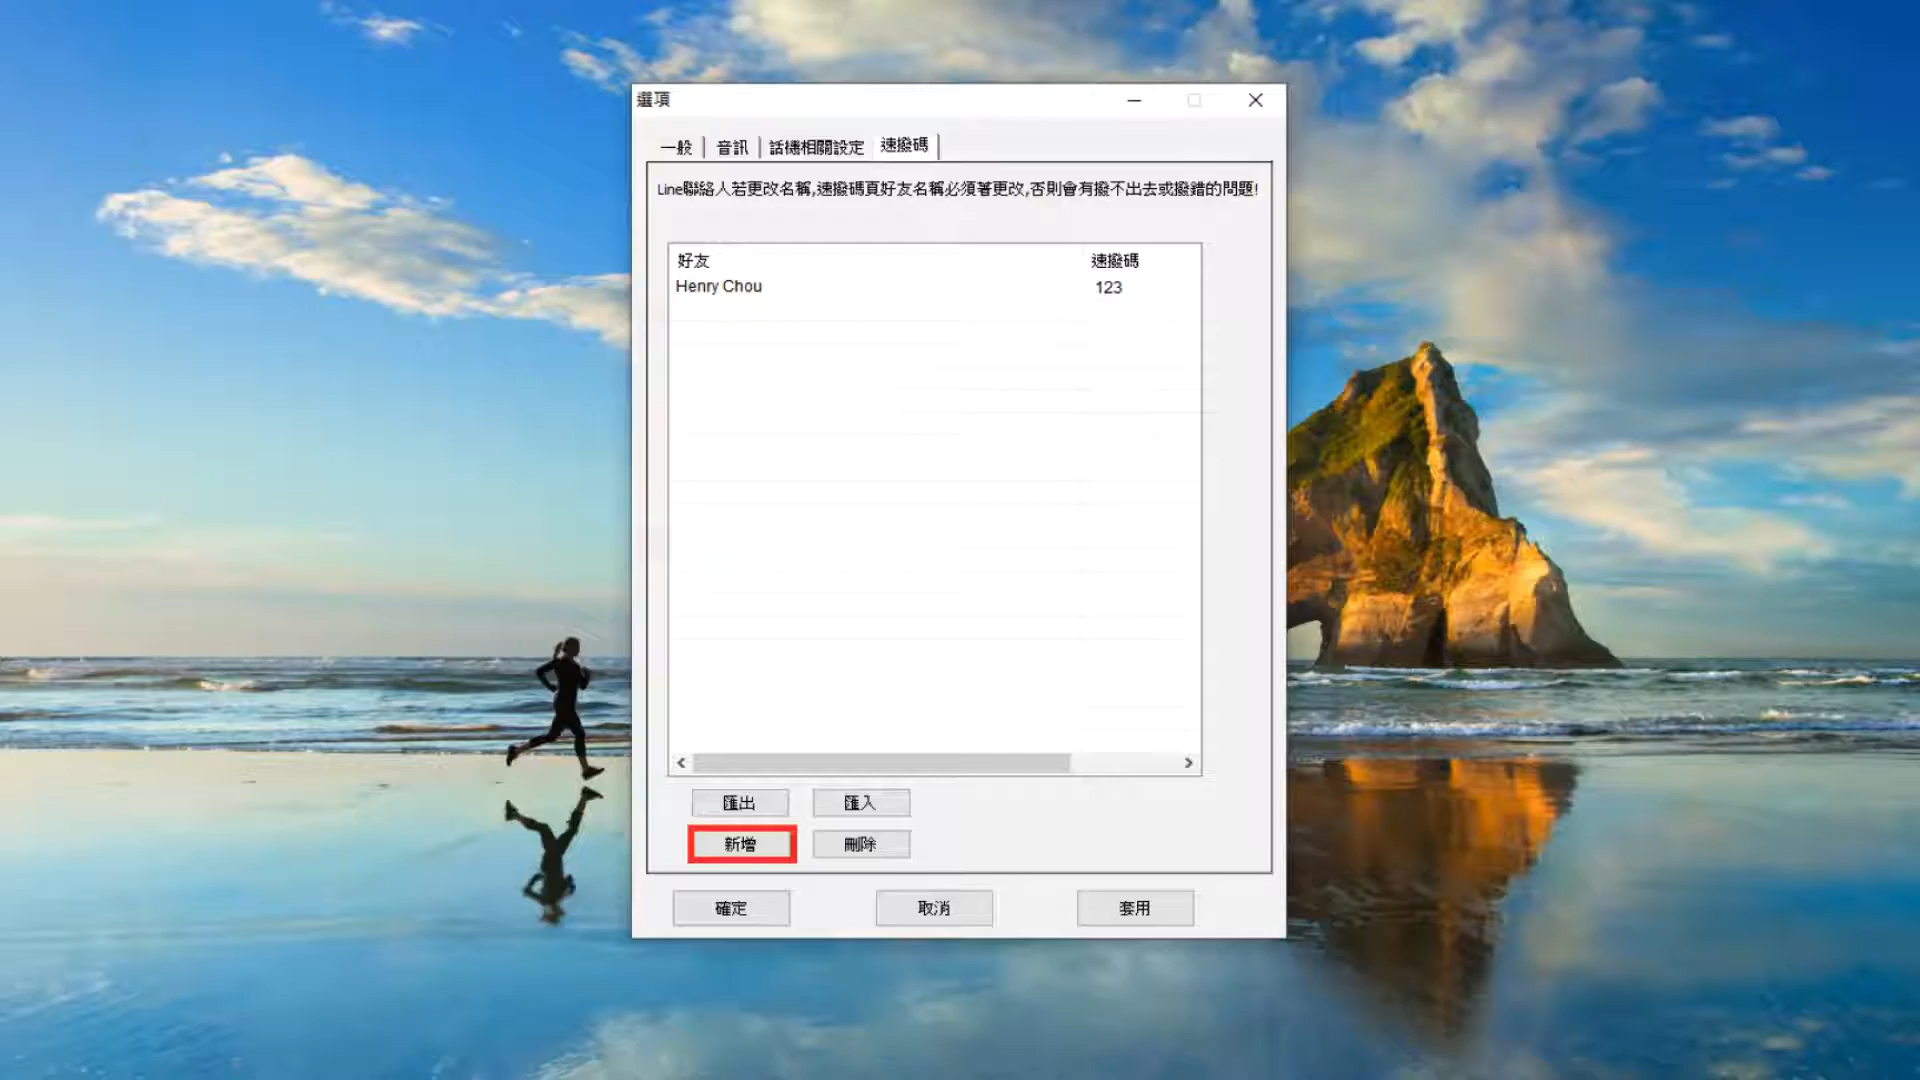 選項
一般 音訊 話機相關設定 速撥碼
Line聯絡人若更改名稱,速撥碼頁好友名稱必須著更改,否則會有撥不出去或撥錯的問題!
好友 速撥碼
Henry Chou 123
匯出 匯入
新增 刪除
確定 取消 套用